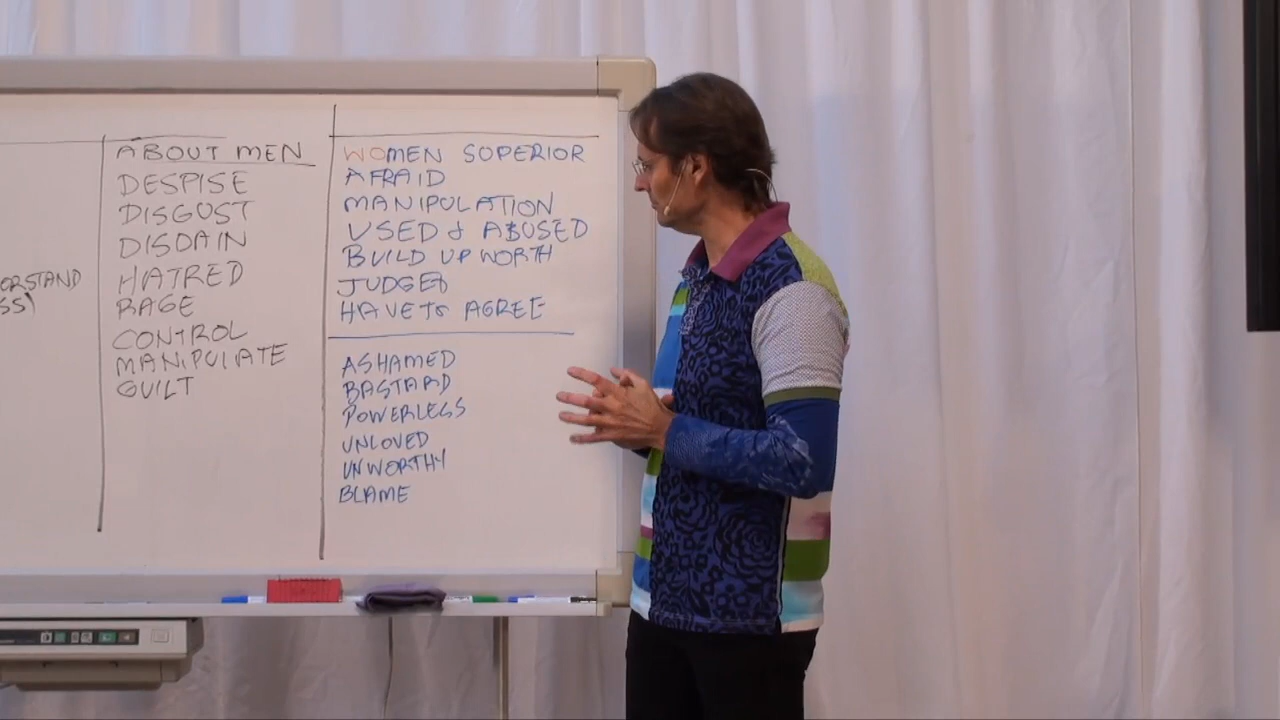 ABOUT MEN
DESPISE
DISGUST
DISDAIN
HATRED
RAGE
CONTROL
MANIPULATE
GUILT
WOMEN SUPERIOR
AFRAID
MANIPULATION
USED & ABUSED
BUILD UP WORTH
JUDGED
HAVE TO AGREE
ASHAMED
BASTARD
POWERLESS
UNLOVED
UNWORTHY
BLAME